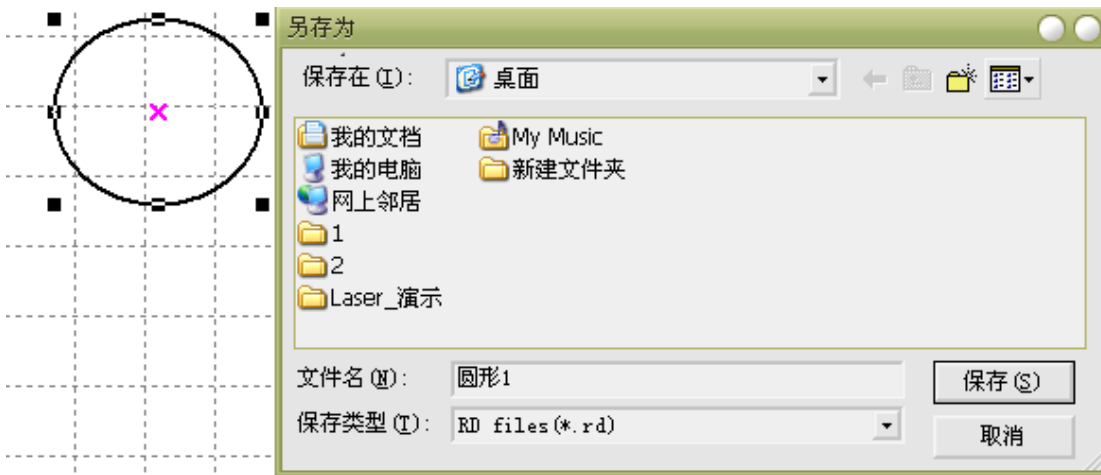 另存为
保存在(I): 桌面
我的文档 My Music
我的电脑 新建文件夹
网上邻居
1
2
Laser_演示
文件名(N): 圆形1 保存(S)
保存类型(T): RD files(*.rd) 取消